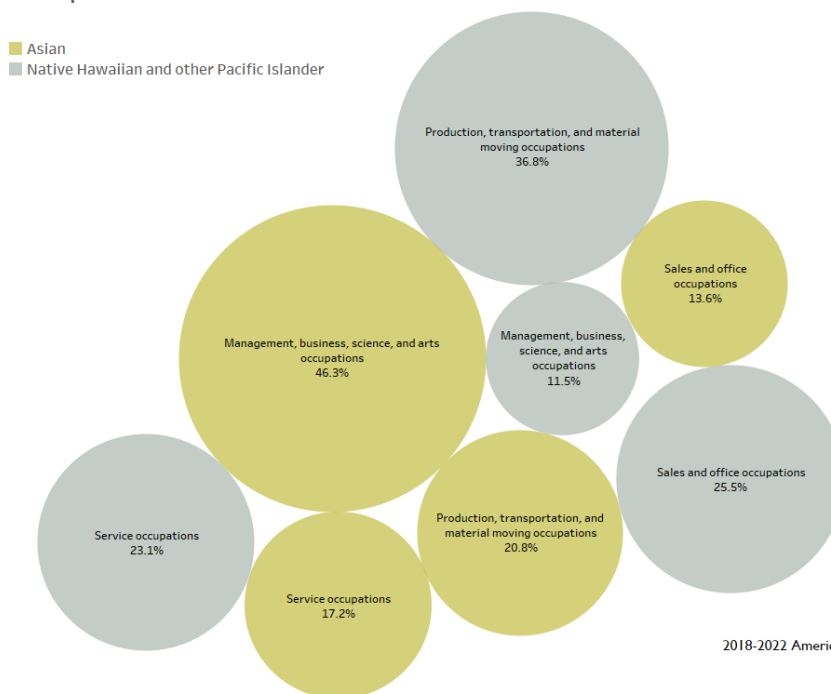 Asian
Native Hawaiian and other Pacific Islander
Production, transportation, and material
moving occupations
36.8%
Sales and office
occupations
13.6%
Management, business, science, and arts
occupations
46.3%
Management, business,
science, and arts
occupations
11.5%
Sales and office occupations
25.5%
Production, transportation, and
material moving occupations
20.8%
Service occupations
23.1%
Service occupations
17.2%
2018-2022